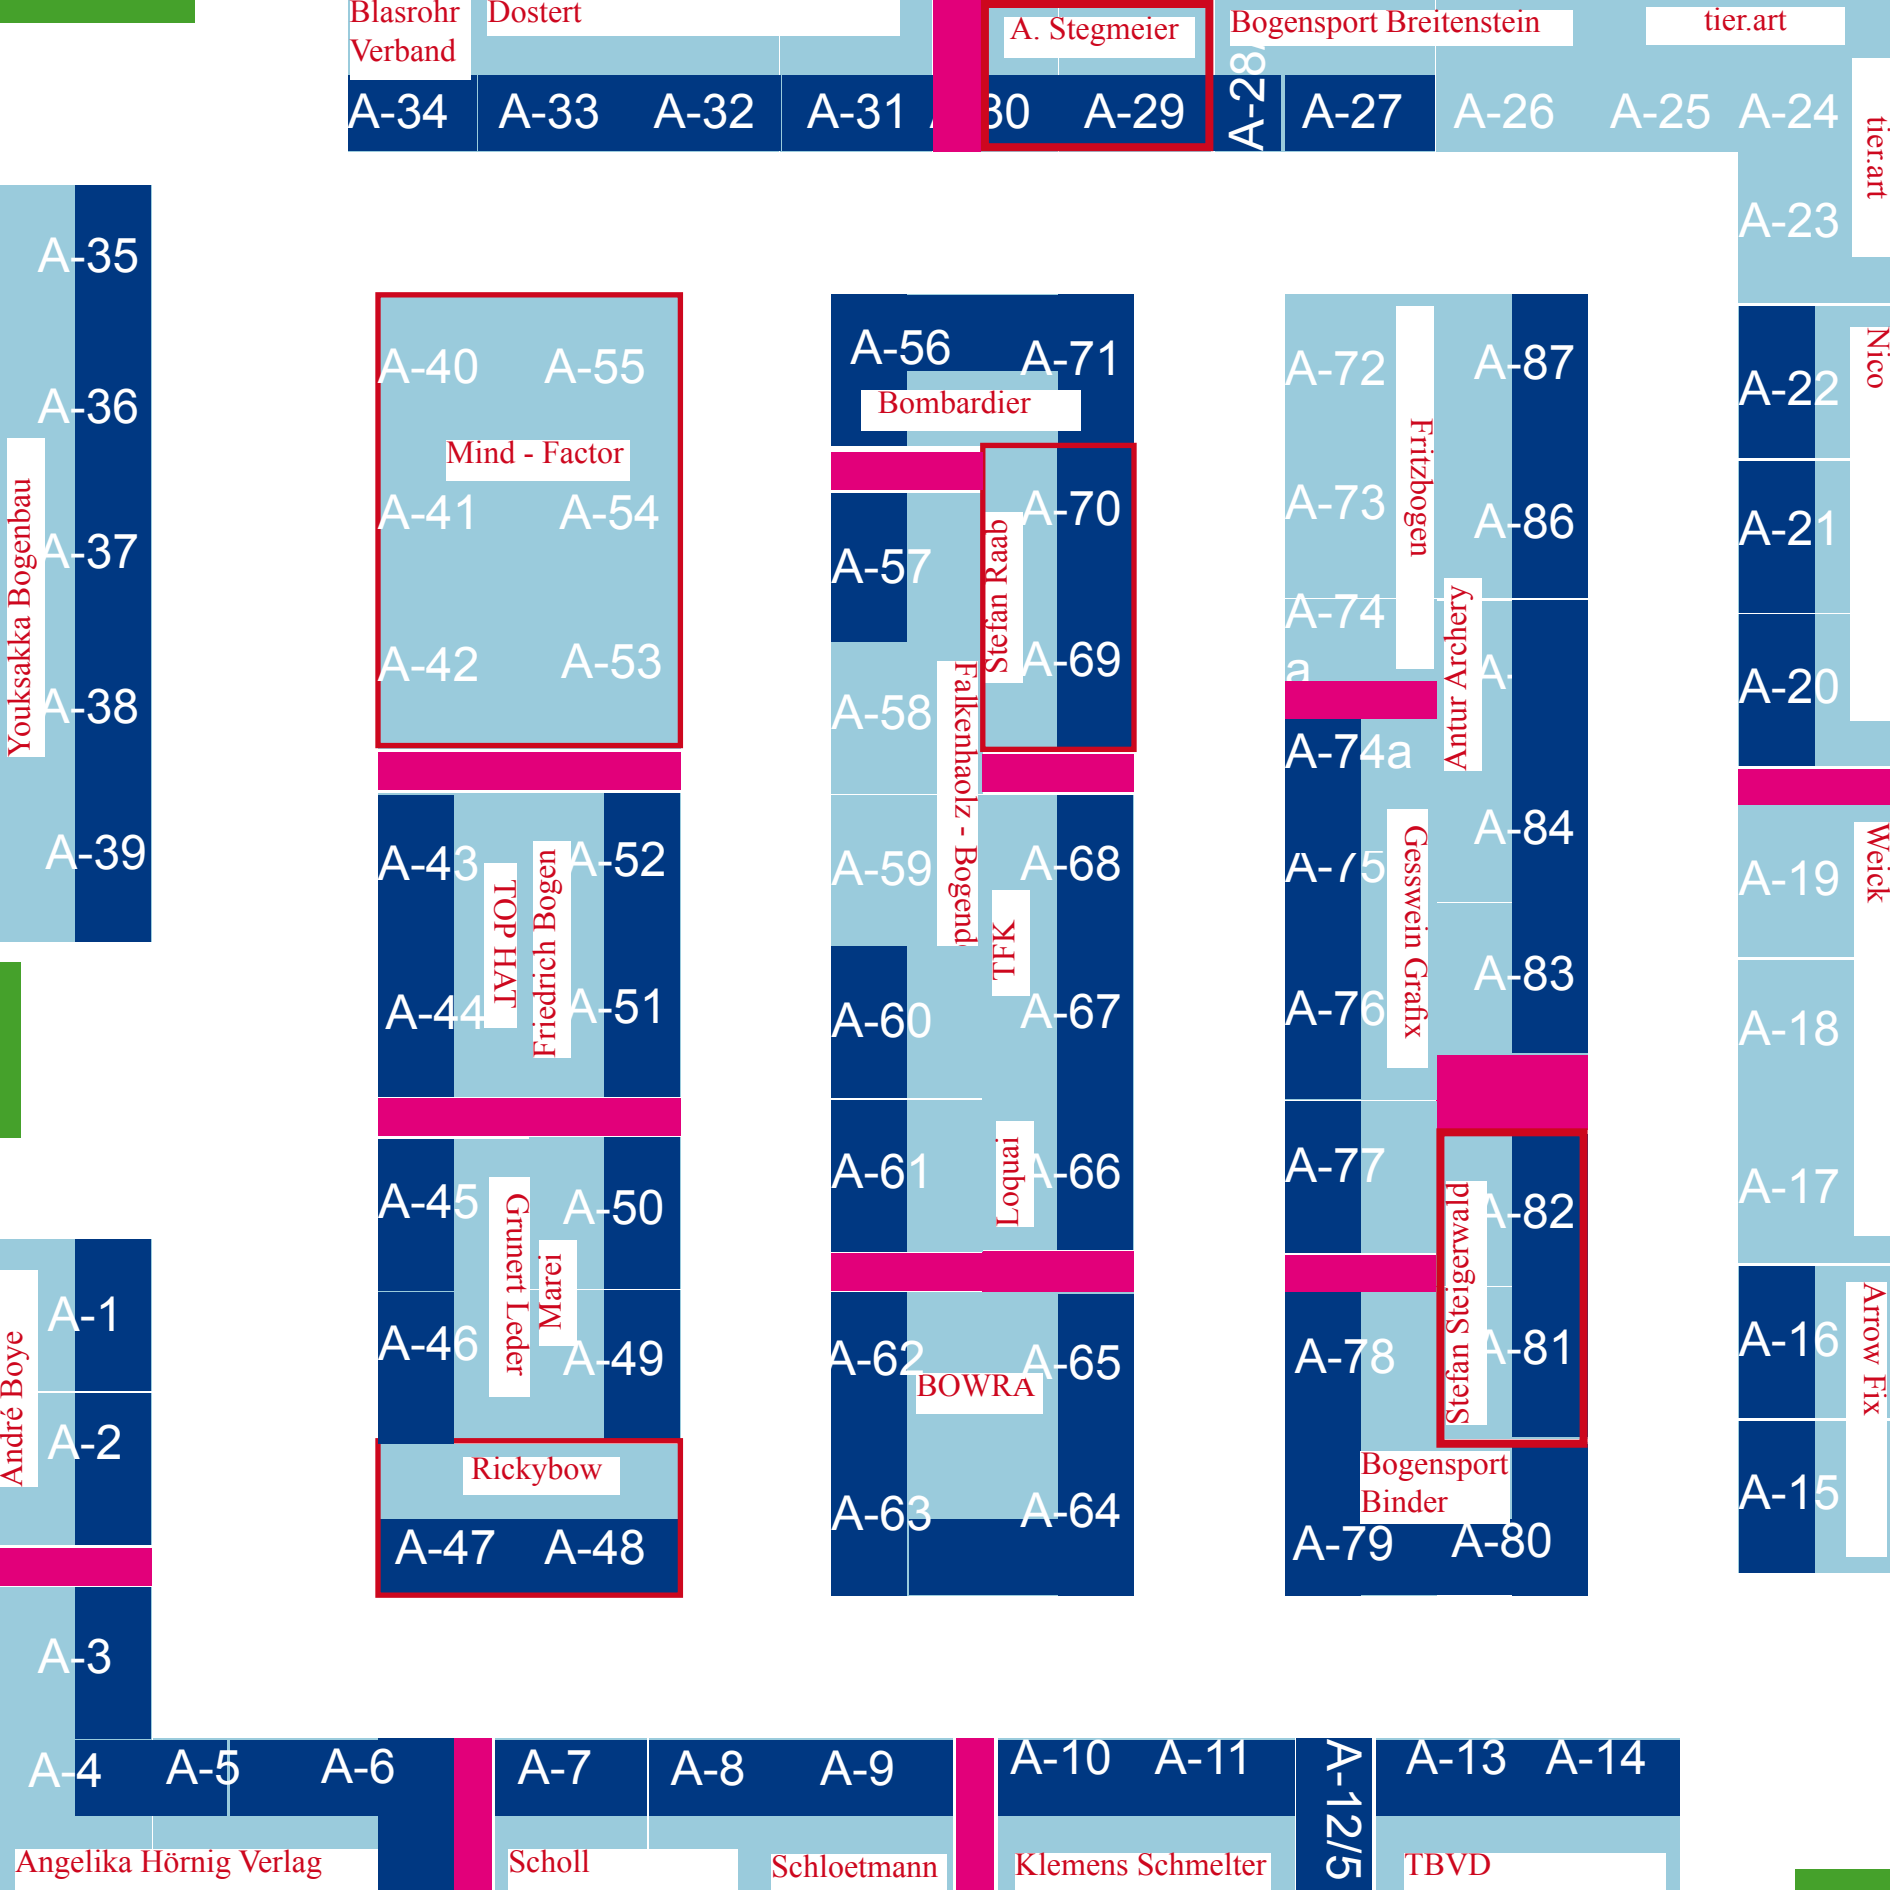 Blasrohr
Verband
Dostert
A. Stegmeier
Bogensport Breitenstein
tier.art
A-34
A-33
A-32
A-31
30
A-29
A-28
A-27
A-26
A-25
A-24
tier.art
A-23
A-35
A-36
A-37
A-38
A-39
Youksakka Bogenbau
A-40
A-55
Mind - Factor
A-41
A-54
A-42
A-53
A-43
A-52
TOP HAT
Friedrich Bogen
A-44
A-51
A-45
A-50
Grunert Leder
Marei
A-46
A-49
Rickybow
A-47
A-48
A-56
A-71
Bombardier
A-70
A-57
Stefan Raab
A-69
A-58
Falkenhaolz - Bogend
A-59
A-68
TFK
A-60
A-67
A-61
A-66
Loquai
A-62
A-65
BOWRA
A-63
A-64
A-72
A-87
Fritzbogen
A-73
A-86
A-74
a
Antur Archery
A-
A-74a
A-75
A-84
Gesswein Grafix
A-76
A-83
A-77
A-82
Stefan Steigerwald
A-78
A-81
Bogensport
Binder
A-79
A-80
Nico
A-22
A-21
A-20
Weick
A-19
A-18
A-17
Arrow Fix
A-16
A-15
André Boye
A-1
A-2
A-3
A-4
A-5
A-6
A-7
A-8
A-9
A-10
A-11
A-12/5
A-13
A-14
Angelika Hörnig Verlag
Scholl
Schloetmann
Klemens Schmelter
TBVD